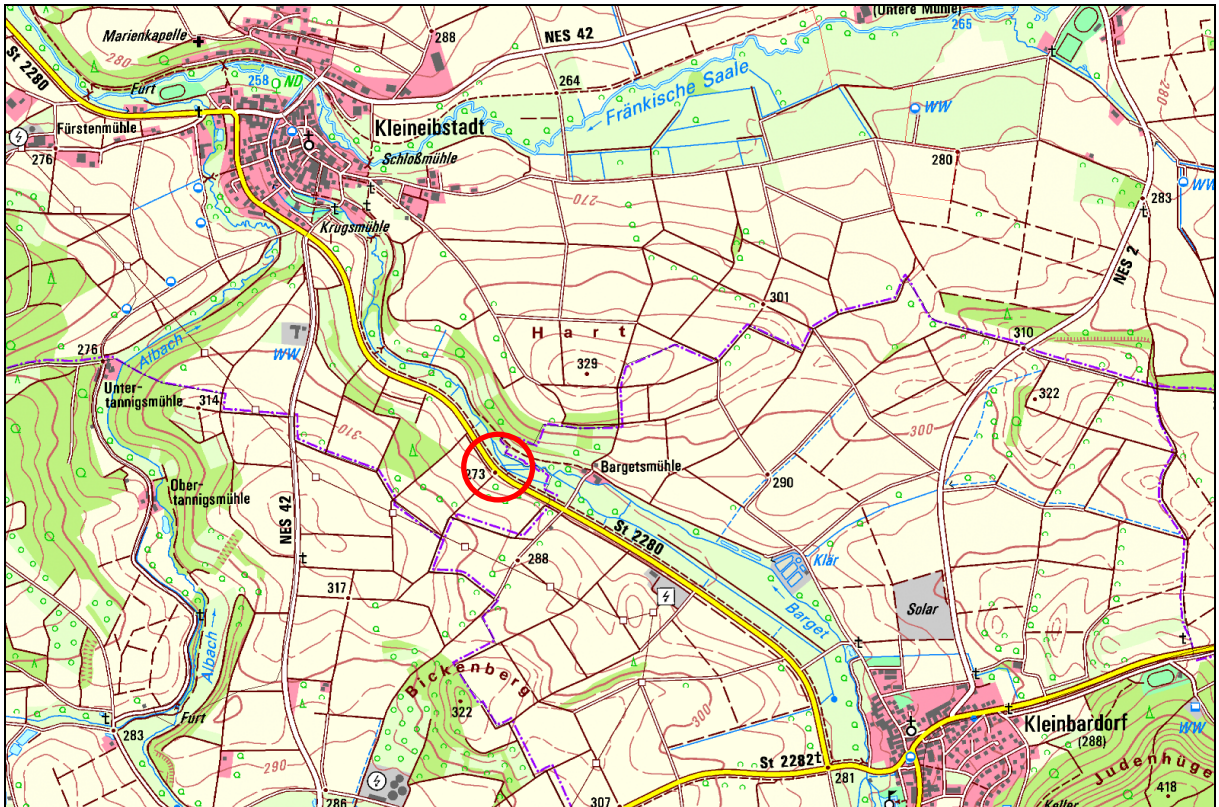 (Untere Mühle)
265
Marienkapelle
288
NES 42
St 2280
280
258
ND
264
Furt
Fränkische Saale
WW
280
Fürstenmühle
Kleineibstadt
276
Schloßmühle
280
WW
270
283
Krugsmühle
NES 2
301
Hart
310
276
Albach
WW
329
Unter-
tannigsmühle
314
322
310
300
273
Bargetsmühle
290
Ober-
tannigsmühle
NES 42
St 2280
288
Klär
317
Solar
Barget
Albach
Bickenberg
322
300
Furt
283
Kleinbardorf
(288)
WW
290
St 2282
281
Judenhüge
418
286
307
Keller